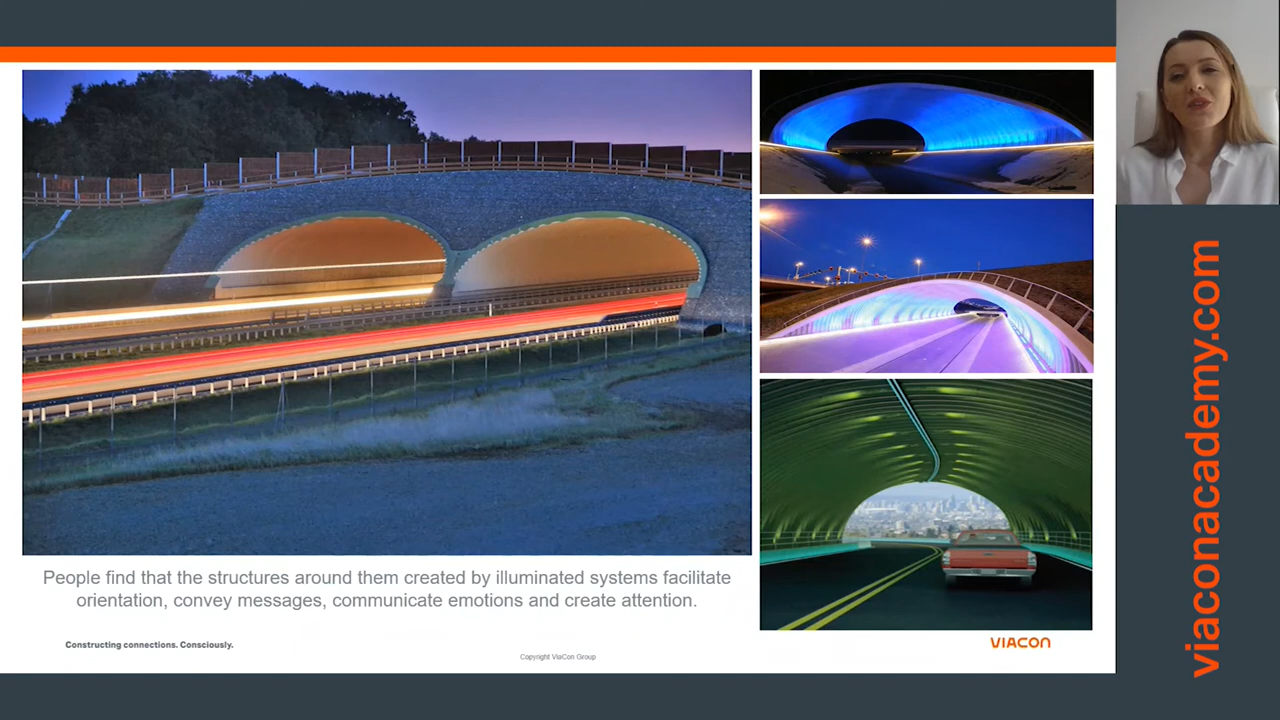 People find that the structures around them created by illuminated systems facilitate
orientation, convey messages, communicate emotions and create attention.
Constructing connections. Consciously.
Copyright ViaCon Group
VIACON
viaconacademy.com